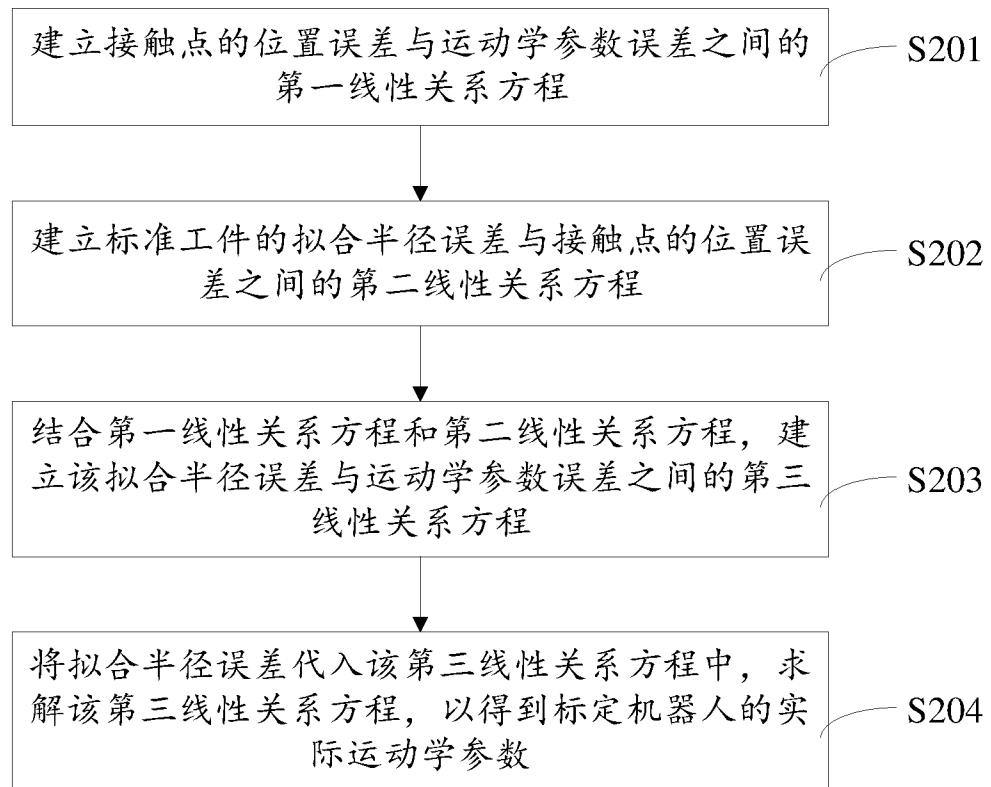 建立接触点的位置误差与运动学参数误差之间的
第一线性关系方程
S201
建立标准工件的拟合半径误差与接触点的位置误
差之间的第二线性关系方程
S202
结合第一线性关系方程和第二线性关系方程，建
立该拟合半径误差与运动学参数误差之间的第三
线性关系方程
S203
将拟合半径误差代入该第三线性关系方程中，求
解该第三线性关系方程，以得到标定机器人的实
际运动学参数
S204